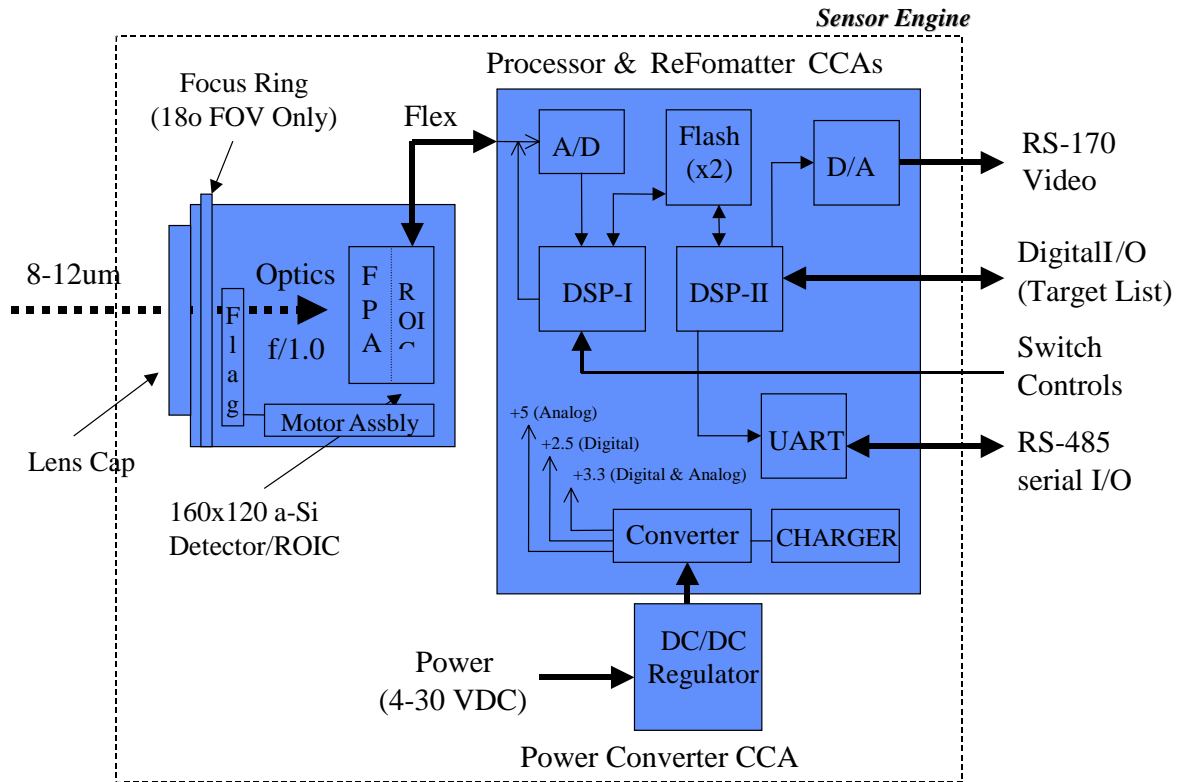 Sensor Engine
Processor & ReFomatter CCAs
Focus Ring
(18o FOV Only)
Flex
A/D
Flash
(x2)
D/A
RS-170
Video
8-12um
Optics
f/1.0
F
l
a
g
F
P
A
R
OI
C
DSP-I
DSP-II
DigitalI/O
(Target List)
Switch
Controls
Motor Assbly
Lens Cap
160x120 a-Si
Detector/ROIC
+5 (Analog)
+2.5 (Digital)
+3.3 (Digital & Analog)
UART
RS-485
serial I/O
Converter
CHARGER
DC/DC
Regulator
Power
(4-30 VDC)
Power Converter CCA